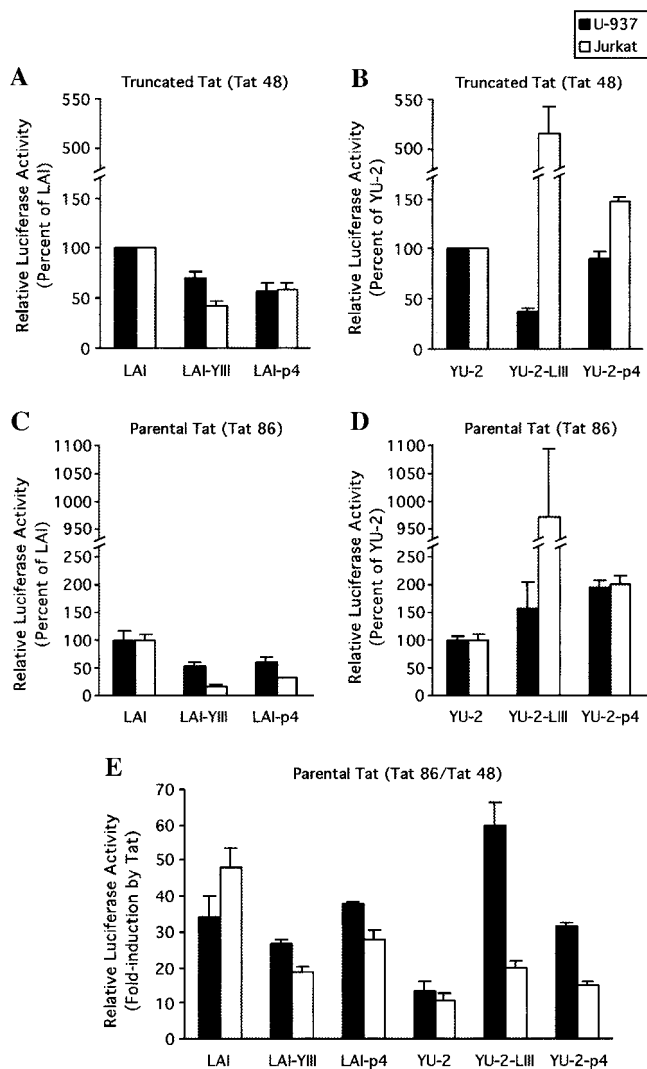 U-937
Jurkat
A
Truncated Tat (Tat 48)
Relative Luciferase Activity
(Percent of LAI)
550
500
150
100
50
0
LAI
LAI-YIII
LAI-p4
B
Truncated Tat (Tat 48)
Relative Luciferase Activity
(Percent of YU-2)
550
500
150
100
50
0
YU-2
YU-2-LIII
YU-2-p4
C
Parental Tat (Tat 86)
Relative Luciferase Activity
(Percent of LAI)
1100
1050
1000
950
200
150
100
50
0
LAI
LAI-YIII
LAI-p4
D
Parental Tat (Tat 86)
Relative Luciferase Activity
(Percent of YU-2)
1100
1050
1000
950
250
200
150
100
50
0
YU-2
YU-2-LIII
YU-2-p4
E
Parental Tat (Tat 86/Tat 48)
Relative Luciferase Activity
(Fold-induction by Tat)
70
60
50
40
30
20
10
0
LAI
LAI-YIII
LAI-p4
YU-2
YU-2-LIII
YU-2-p4